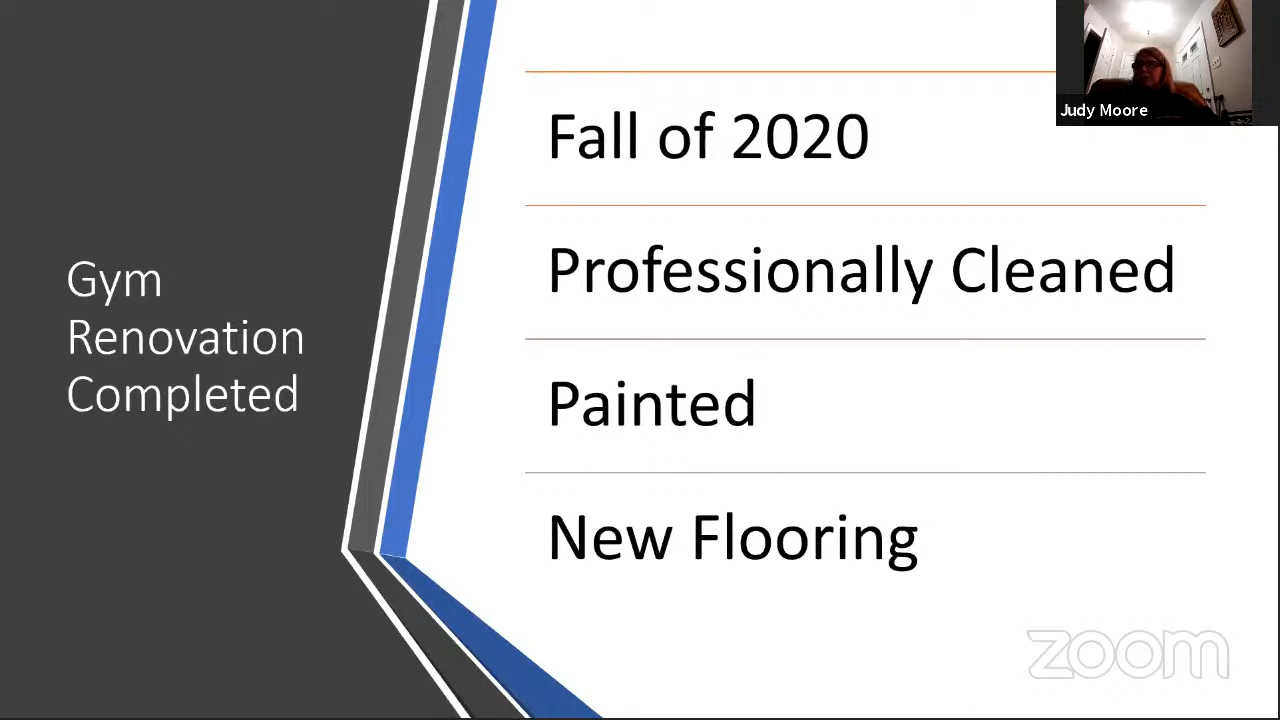 Judy Moore
Gym
Renovation
Completed
Fall of 2020
Professionally Cleaned
Painted
New Flooring
zoom